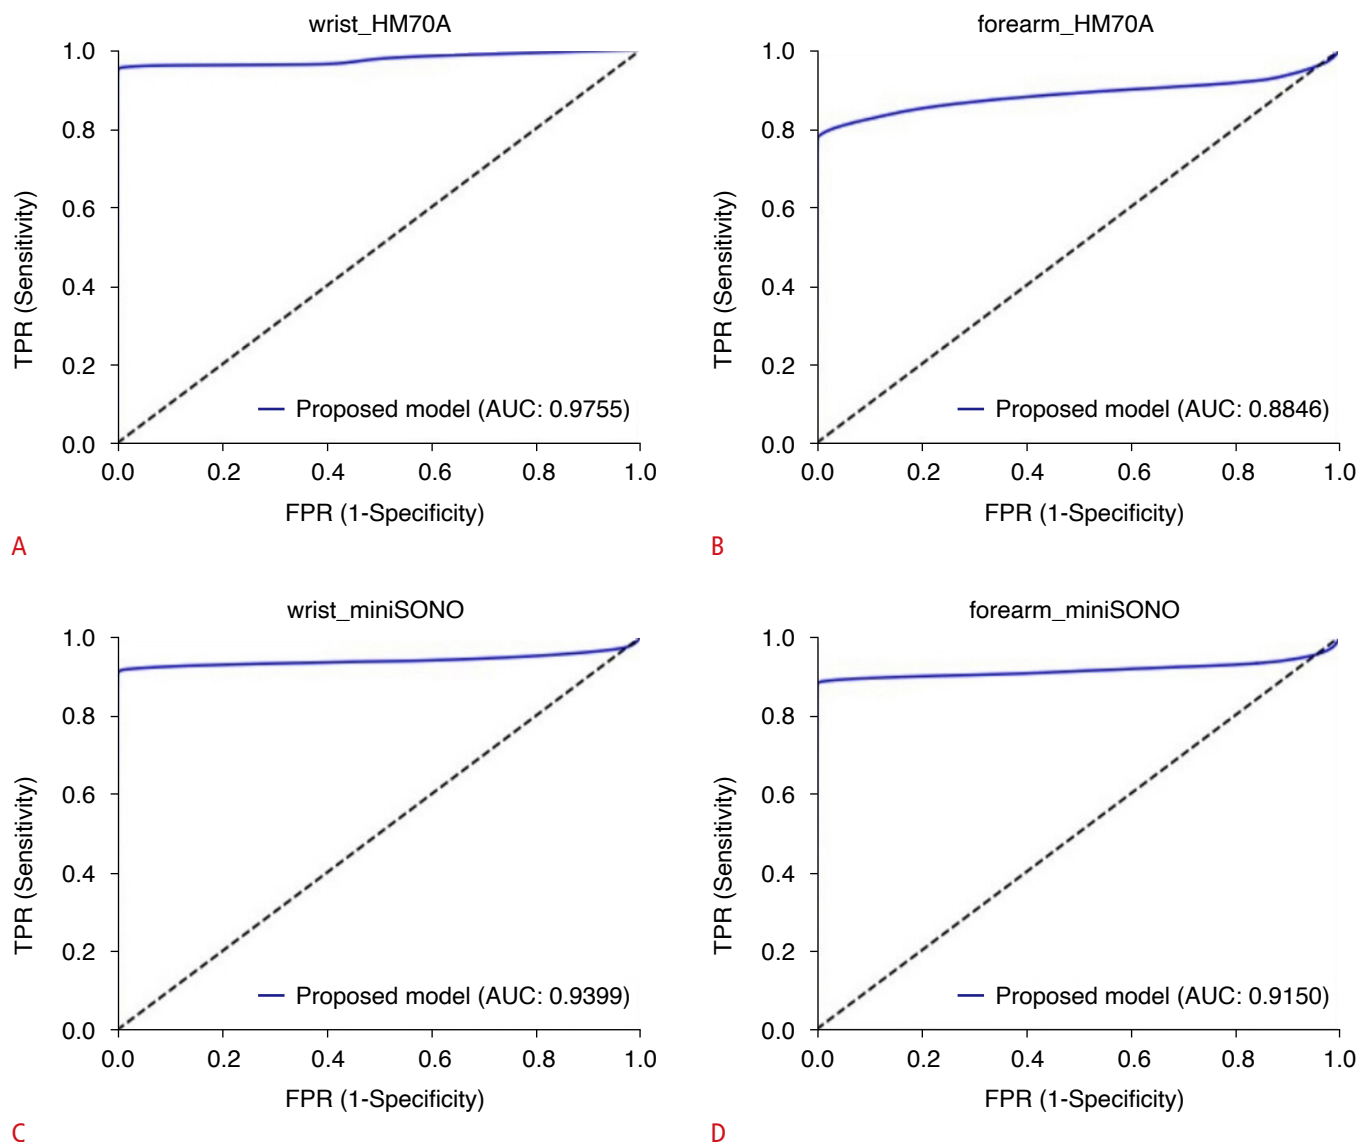 wrist_HM70A
1.0
0.8
0.6
0.4
0.2
0.0
TPR (Sensitivity)
Proposed model (AUC: 0.9755)
0.0 0.2 0.4 0.6 0.8 1.0
FPR (1-Specificity)
A
forearm_HM70A
1.0
0.8
0.6
0.4
0.2
0.0
TPR (Sensitivity)
Proposed model (AUC: 0.8846)
0.0 0.2 0.4 0.6 0.8 1.0
FPR (1-Specificity)
B
wrist_miniSONO
1.0
0.8
0.6
0.4
0.2
0.0
TPR (Sensitivity)
Proposed model (AUC: 0.9399)
0.0 0.2 0.4 0.6 0.8 1.0
FPR (1-Specificity)
C
forearm_miniSONO
1.0
0.8
0.6
0.4
0.2
0.0
TPR (Sensitivity)
Proposed model (AUC: 0.9150)
0.0 0.2 0.4 0.6 0.8 1.0
FPR (1-Specificity)
D